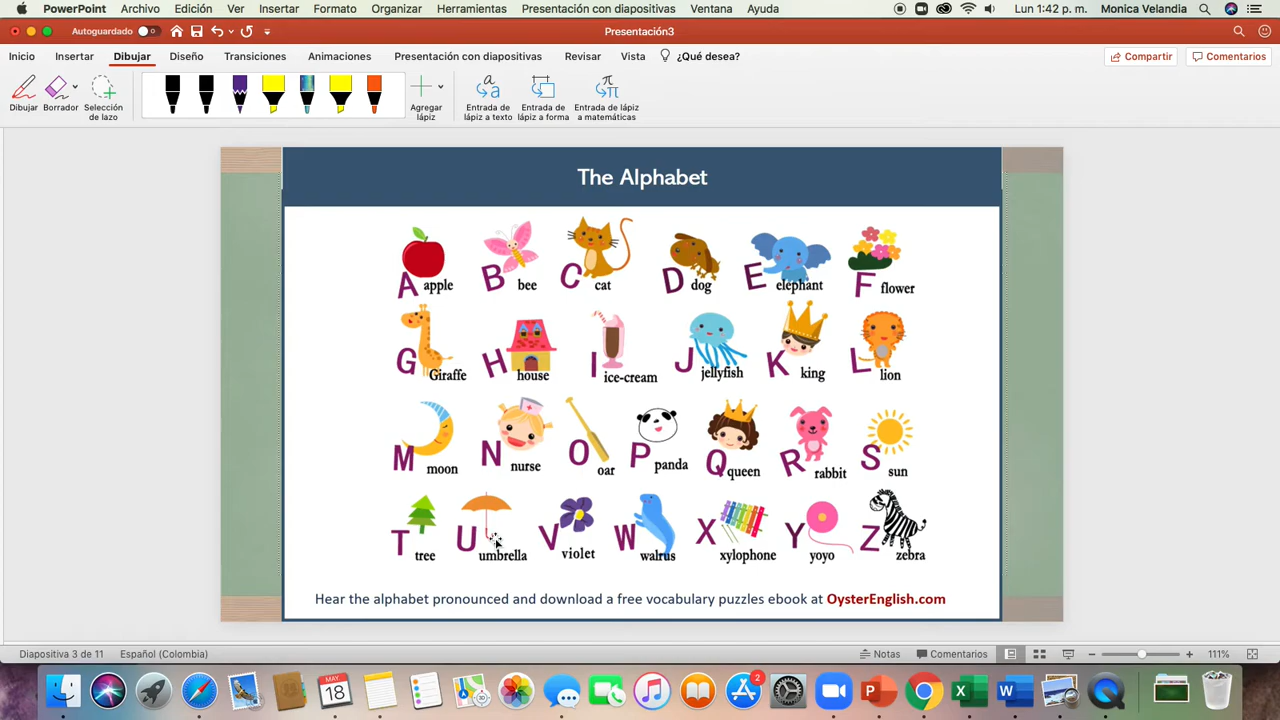 PowerPoint Archivo Edición Ver Insertar Formato Organizar Herramientas Presentación con diapositivas Ventana Ayuda Lun 1:42 p. m. Monica Velandia
Autoguardado Presentación3
Inicio Insertar Dibujar Diseño Transiciones Animaciones Presentación con diapositivas Revisar Vista ¿Qué desea? Compartir Comentarios
Dibujar Borrador Selección de lazo Agregar lápiz Entrada de lápiz a texto Entrada de lápiz a forma Entrada de lápiz a matemáticas
The Alphabet
A apple B bee C cat D dog E elephant F flower
G Giraffe H house I ice-cream J jellyfish K king L lion
M moon N nurse O oar P panda Q queen R rabbit S sun
T tree U umbrella V violet W walrus X xylophone Y yoyo Z zebra
Hear the alphabet pronounced and download a free vocabulary puzzles ebook at OysterEnglish.com
Diapositiva 3 de 11 Español (Colombia) Notas Comentarios 111%
MAY 18 2